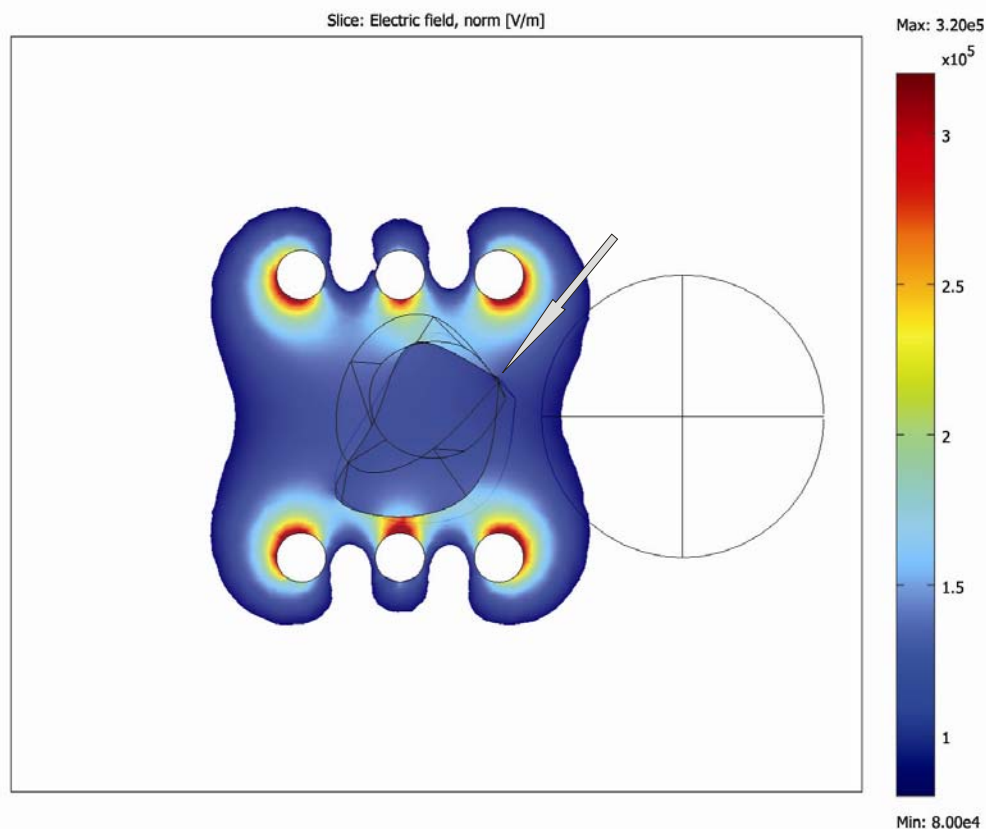 Slice: Electric field, norm [V/m]
Max: 3.20e5
x10^5
3
2.5
2
1.5
1
Min: 8.00e4